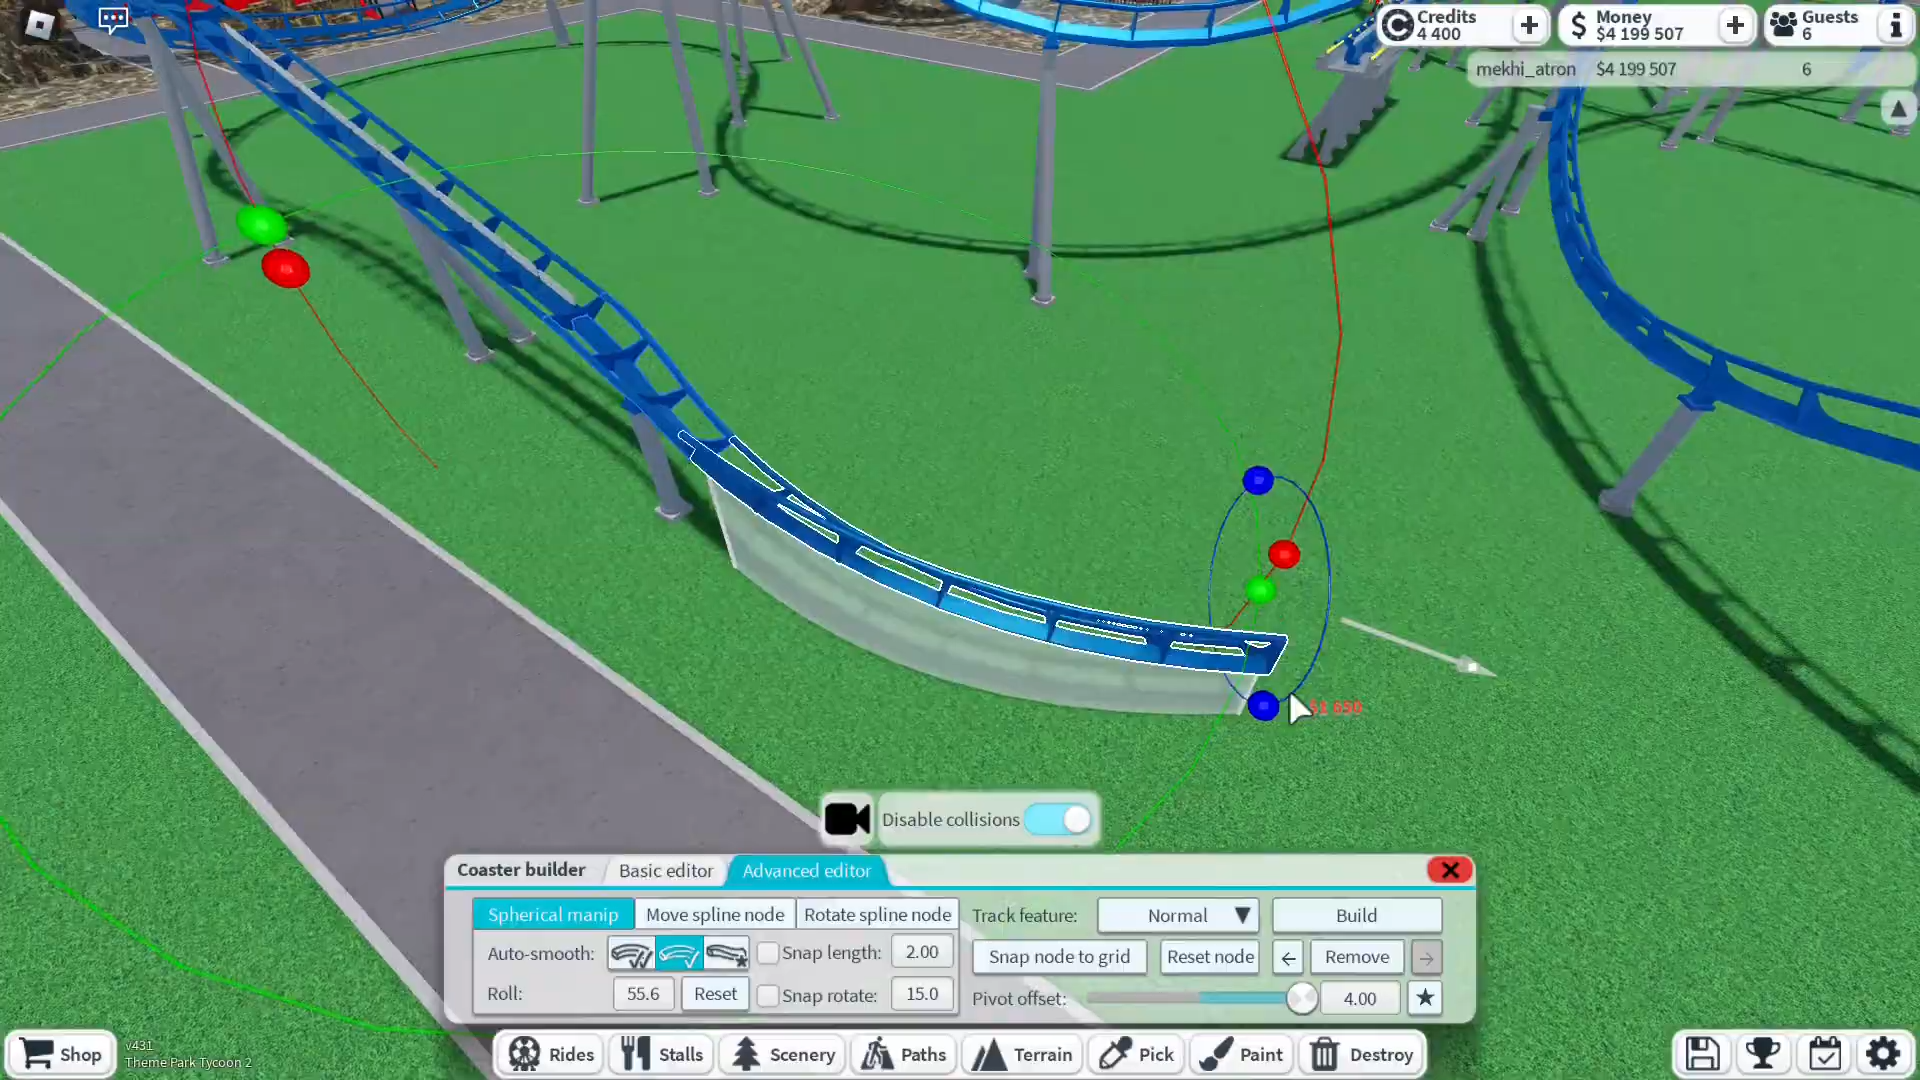 Credits
4 400
Money
$4 199 507
Guests
6
mekhi_atron $4 199 507 6
Disable collisions
Coaster builder Basic editor Advanced editor
Spherical manip Move spline node Rotate spline node Track feature: Normal Build
Auto-smooth: Snap length: 2.00 Snap node to grid Reset node Remove
Roll: 55.6 Reset Snap rotate: 15.0 Pivot offset: 4.00
Shop
v431
Theme Park Tycoon 2
Rides Stalls Scenery Paths Terrain Pick Paint Destroy